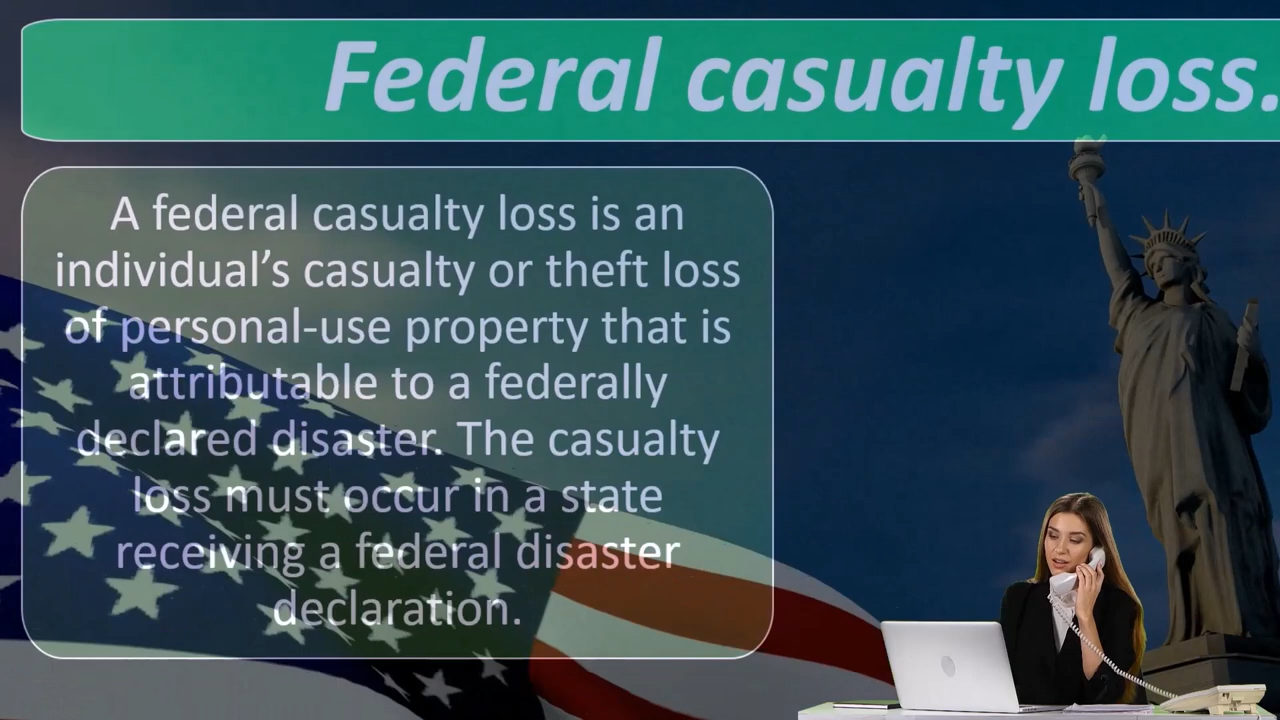 Federal casualty loss.
A federal casualty loss is an
individual’s casualty or theft loss
of personal-use property that is
attributable to a federally
declared disaster. The casualty
loss must occur in a state
receiving a federal disaster
declaration.